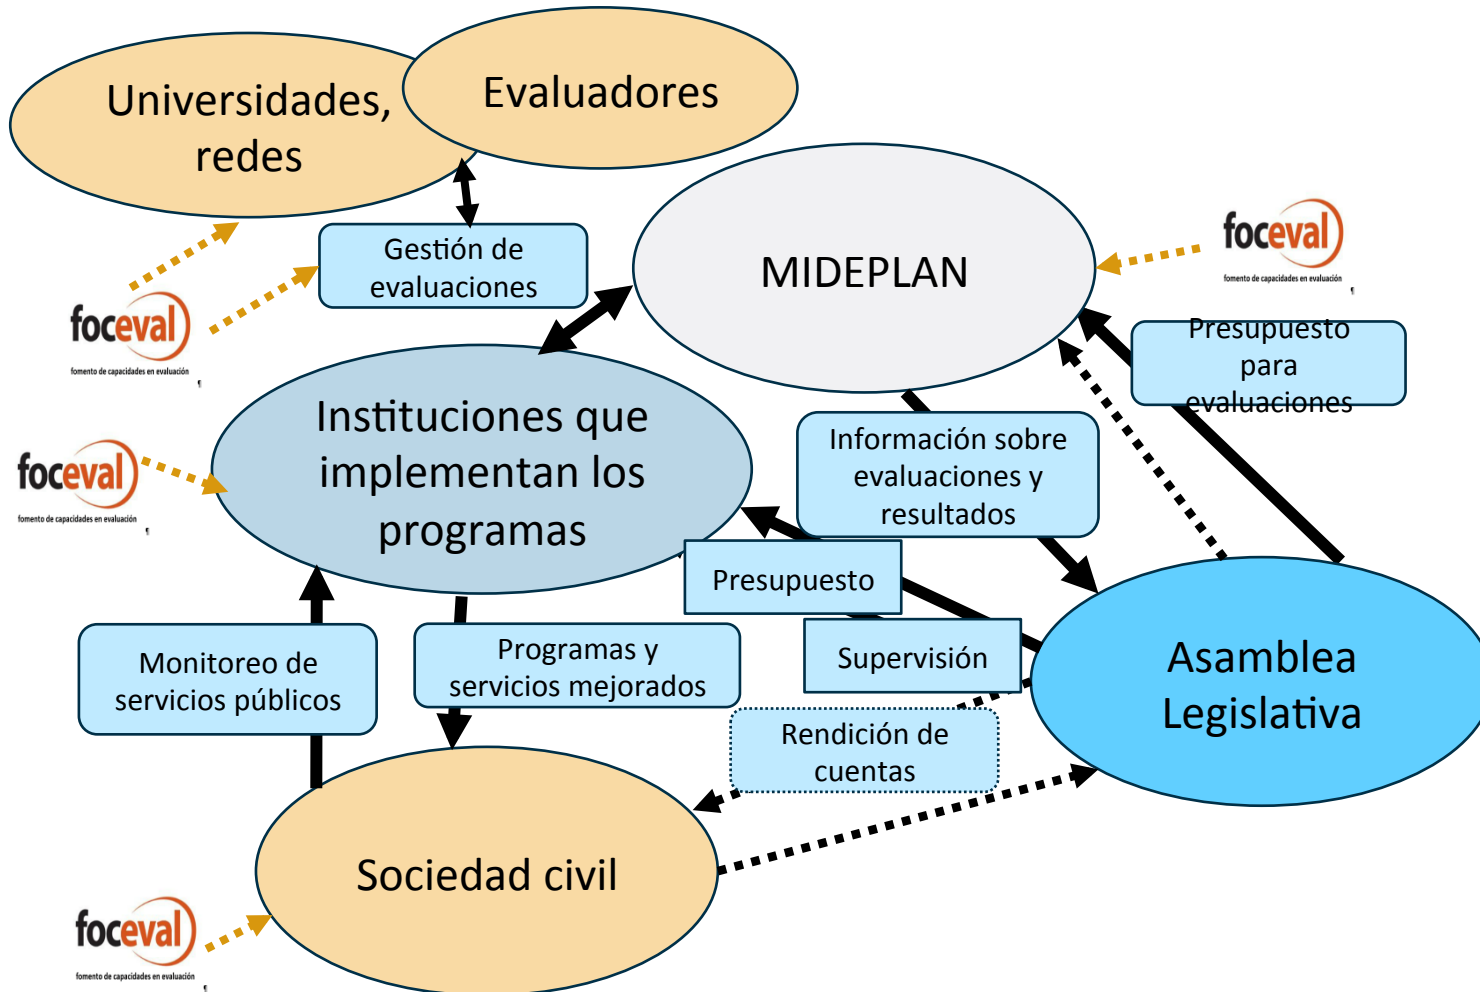 Universidades,
redes
Evaluadores
Gestión de
evaluaciones
MIDEPLAN
foceval
fomento de capacidades en evaluación
¶
foceval
fomento de capacidades en evaluación
¶
Presupuesto
para
evaluaciones
Instituciones que
implementan los
programas
Información sobre
evaluaciones y
resultados
foceval
fomento de capacidades en evaluación
¶
Presupuesto
Supervisión
Monitoreo de
servicios públicos
Programas y
servicios mejorados
Asamblea
Legislativa
Rendición de
cuentas
Sociedad civil
foceval
fomento de capacidades en evaluación
¶